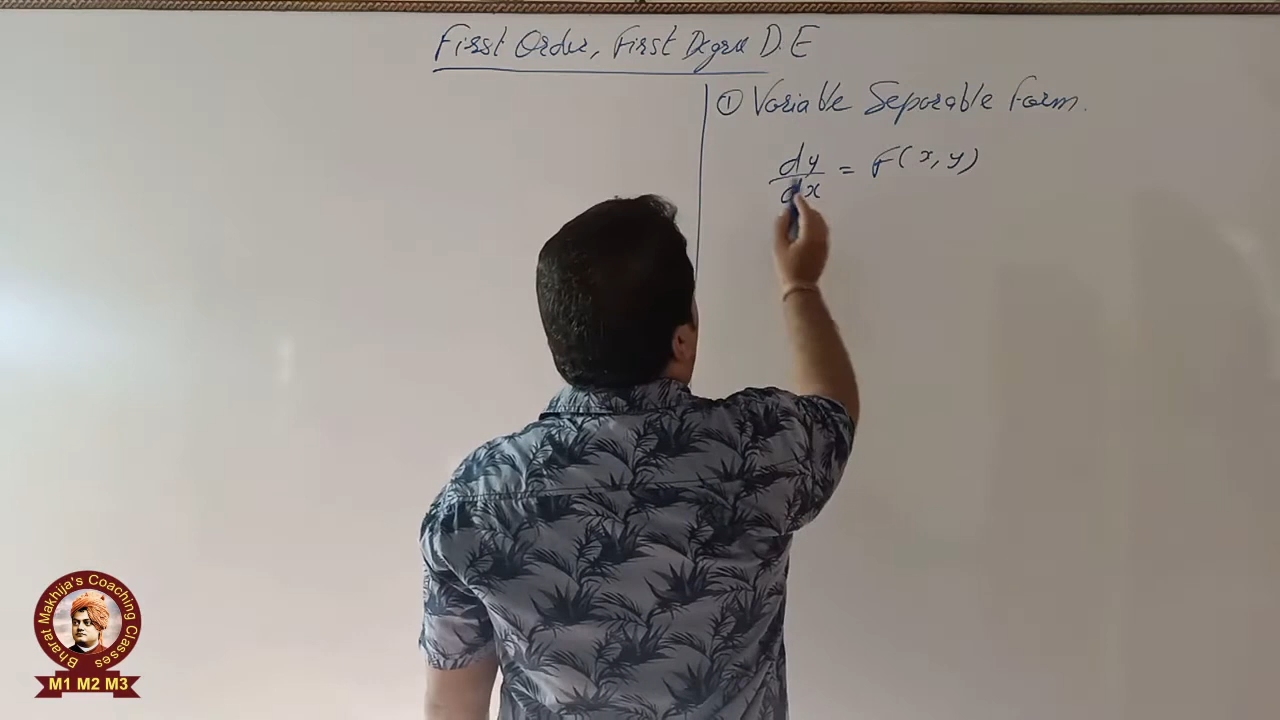 First Order, First Degree D.E
① Variable Separable Form.
dy/dx = F(x, y)
Bharat Makhija's Coaching Classes
M1 M2 M3